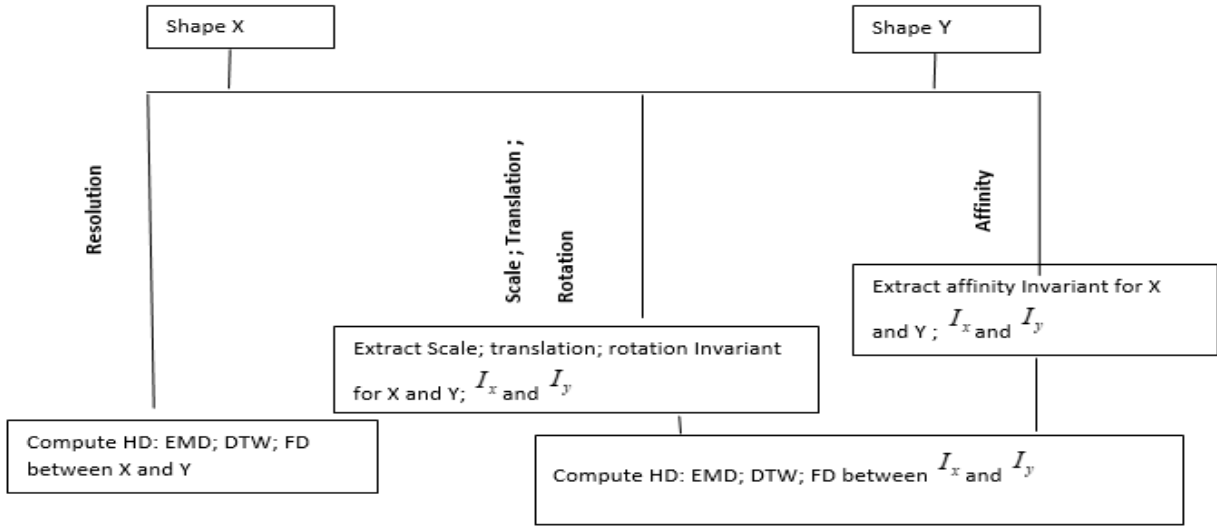 Shape X
Shape Y
Resolution
Scale ; Translation ;
Rotation
Affinity
Extract affinity Invariant for X
and Y ; I_x and I_y
Extract Scale; translation; rotation Invariant
for X and Y; I_x and I_y
Compute HD: EMD; DTW; FD
between X and Y
Compute HD: EMD; DTW; FD between I_x and I_y